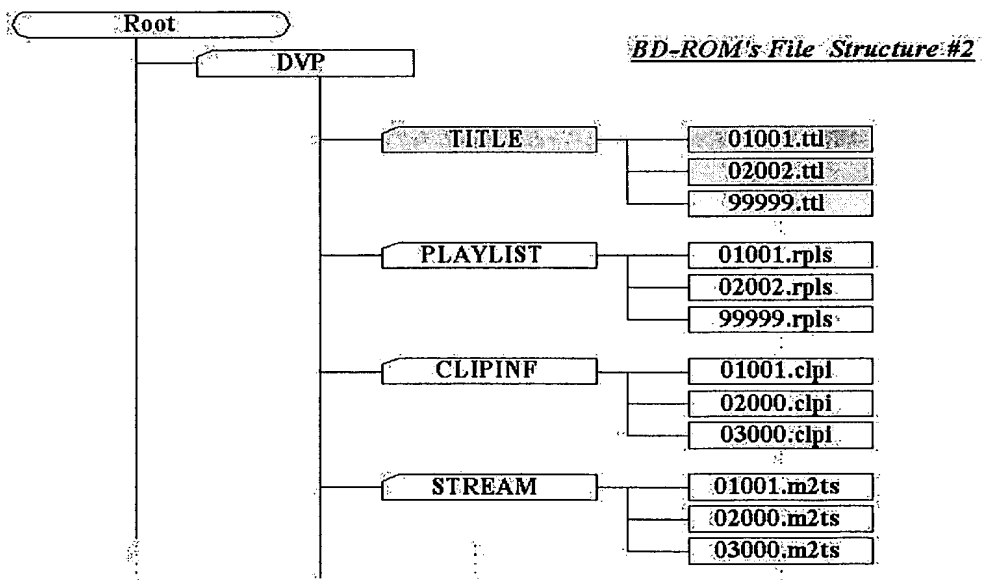 Root
BD-ROM's File Structure #2
DVP
TITLE
01001.ttl
02002.ttl
99999.ttl
PLAYLIST
01001.rpls
02002.rpls
99999.rpls
CLIPINF
01001.clpi
02000.clpi
03000.clpi
STREAM
01001.m2ts
02000.m2ts
03000.m2ts